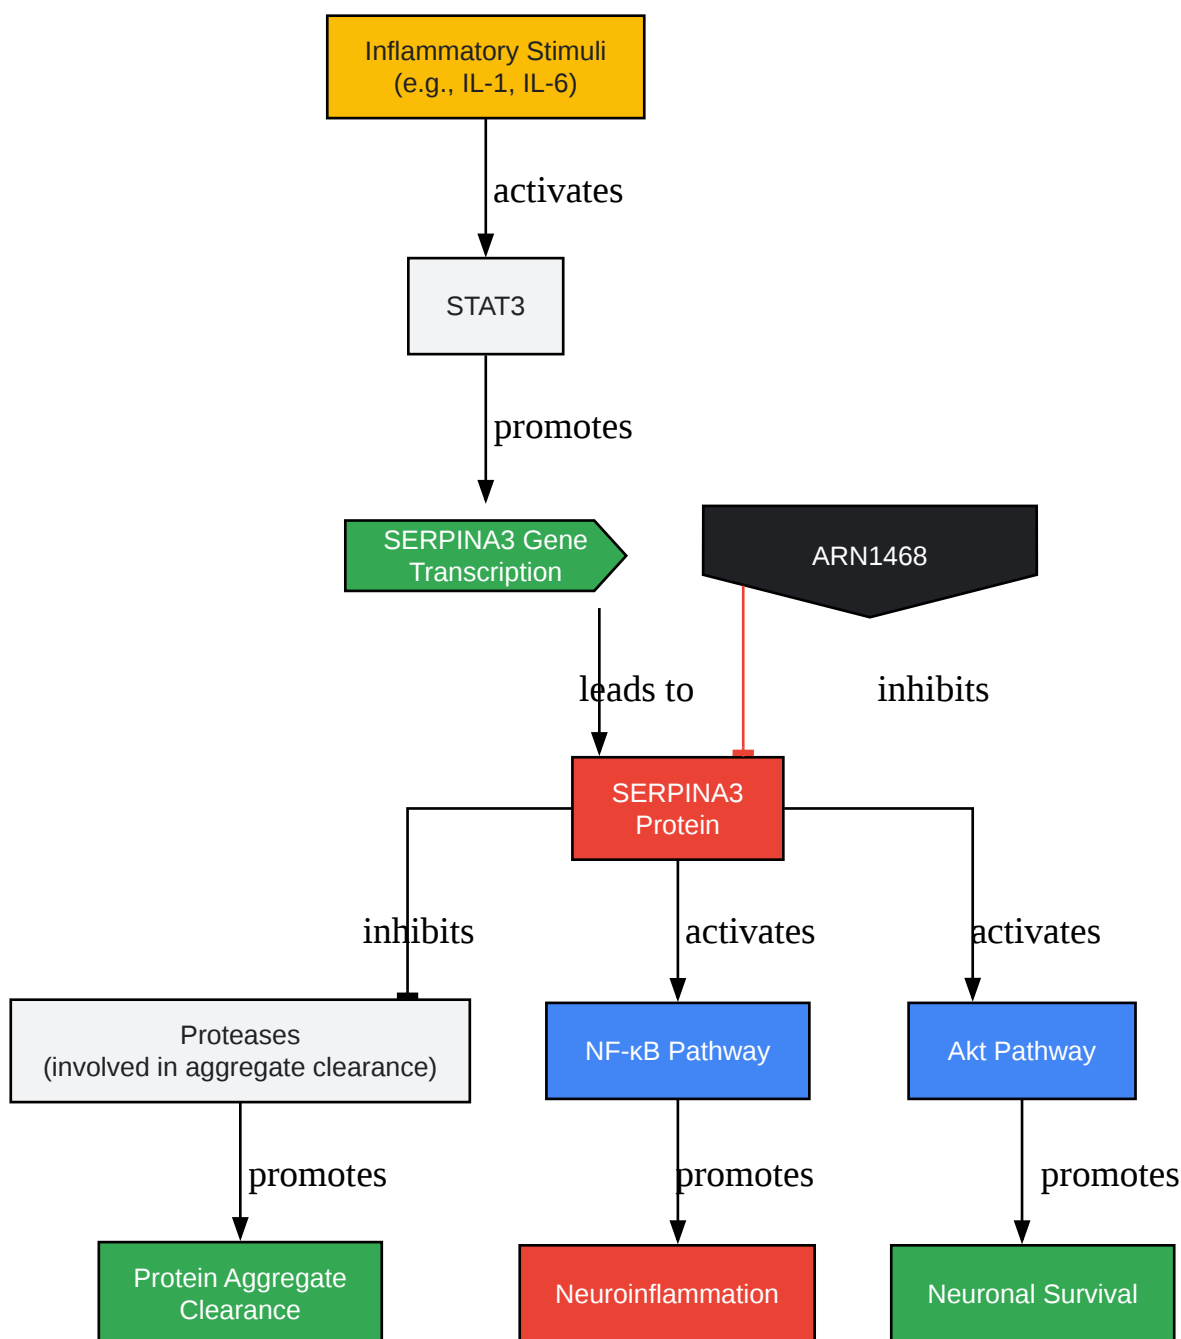 Inflammatory Stimuli
(e.g., IL-1, IL-6)
activates
STAT3
promotes
SERPINA3 Gene
Transcription
ARN1468
leads to
inhibits
SERPINA3
Protein
inhibits
activates
activates
Proteases
(involved in aggregate clearance)
NF-κB Pathway
Akt Pathway
promotes
promotes
promotes
Protein Aggregate
Clearance
Neuroinflammation
Neuronal Survival